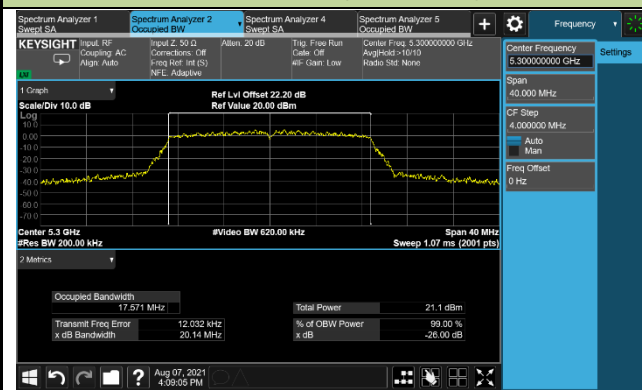 Spectrum Analyzer 1
Swept SA
Spectrum Analyzer 2
Occupied BW
Spectrum Analyzer 4
Swept SA
Spectrum Analyzer 5
Occupied BW
+
Frequency
KEYSIGHT
Input: RF
Coupling: AC
Align: Auto
Input Z: 50 Ω
Corrections: Off
Freq Ref: Int (S)
NFE: Adaptive
Atten: 20 dB
Trig: Free Run
Gate: Off
#IF Gain: Low
Center Freq: 5.300000000 GHz
Avg|Hold:>10/10
Radio Std: None
LXI
Center Frequency
5.300000000 GHz
Settings
Span
40.000 MHz
CF Step
4.000000 MHz
Auto
Man
Freq Offset
0 Hz
1 Graph
Scale/Div 10.0 dB
Ref Lvl Offset 22.20 dB
Ref Value 20.00 dBm
Log
10.0
0.00
-10.0
-20.0
-30.0
-40.0
-50.0
-60.0
-70.0
Center 5.3 GHz
#Res BW 200.00 kHz
#Video BW 620.00 kHz
Span 40 MHz
Sweep 1.07 ms (2001 pts)
2 Metrics
Occupied Bandwidth
17.571 MHz
Total Power 21.1 dBm
Transmit Freq Error 12.032 kHz
% of OBW Power 99.00 %
x dB Bandwidth 20.14 MHz
x dB -26.00 dB
?
Aug 07, 2021
4:09:05 PM